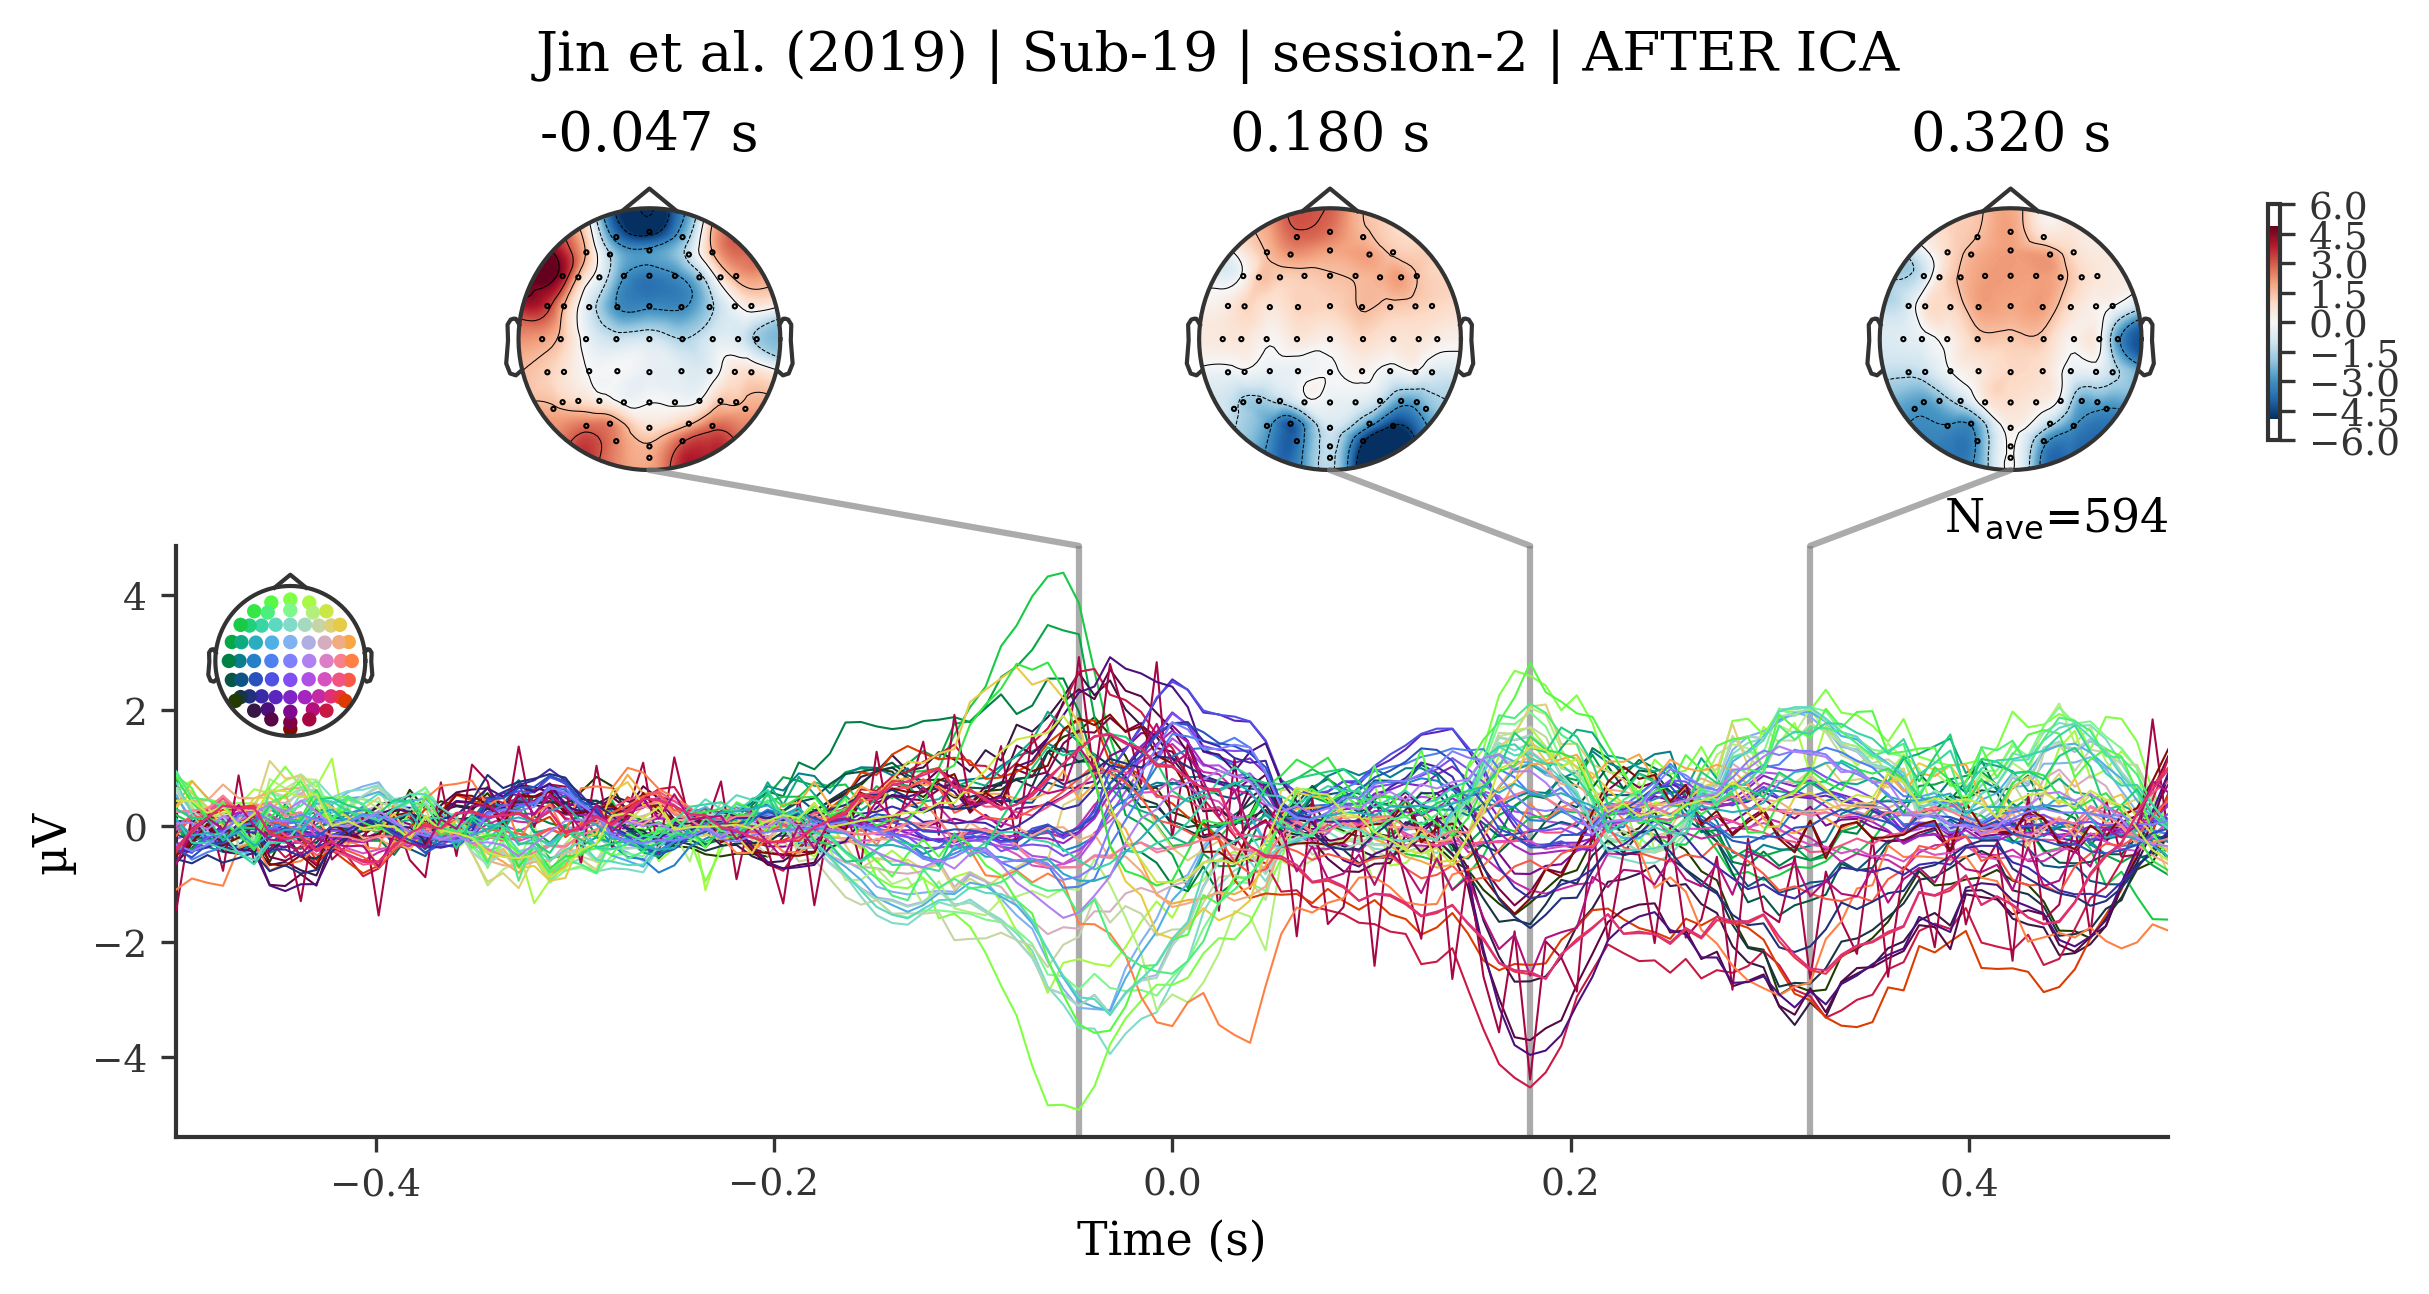 Jin et al. (2019) | Sub-19 | session-2 | AFTER ICA
-0.047 s
0.180 s
0.320 s
6.0
4.5
3.0
1.5
0.0
−1.5
−3.0
−4.5
−6.0
Nave=594
4
2
0
−2
−4
µV
−0.4
−0.2
0.0
0.2
0.4
Time (s)